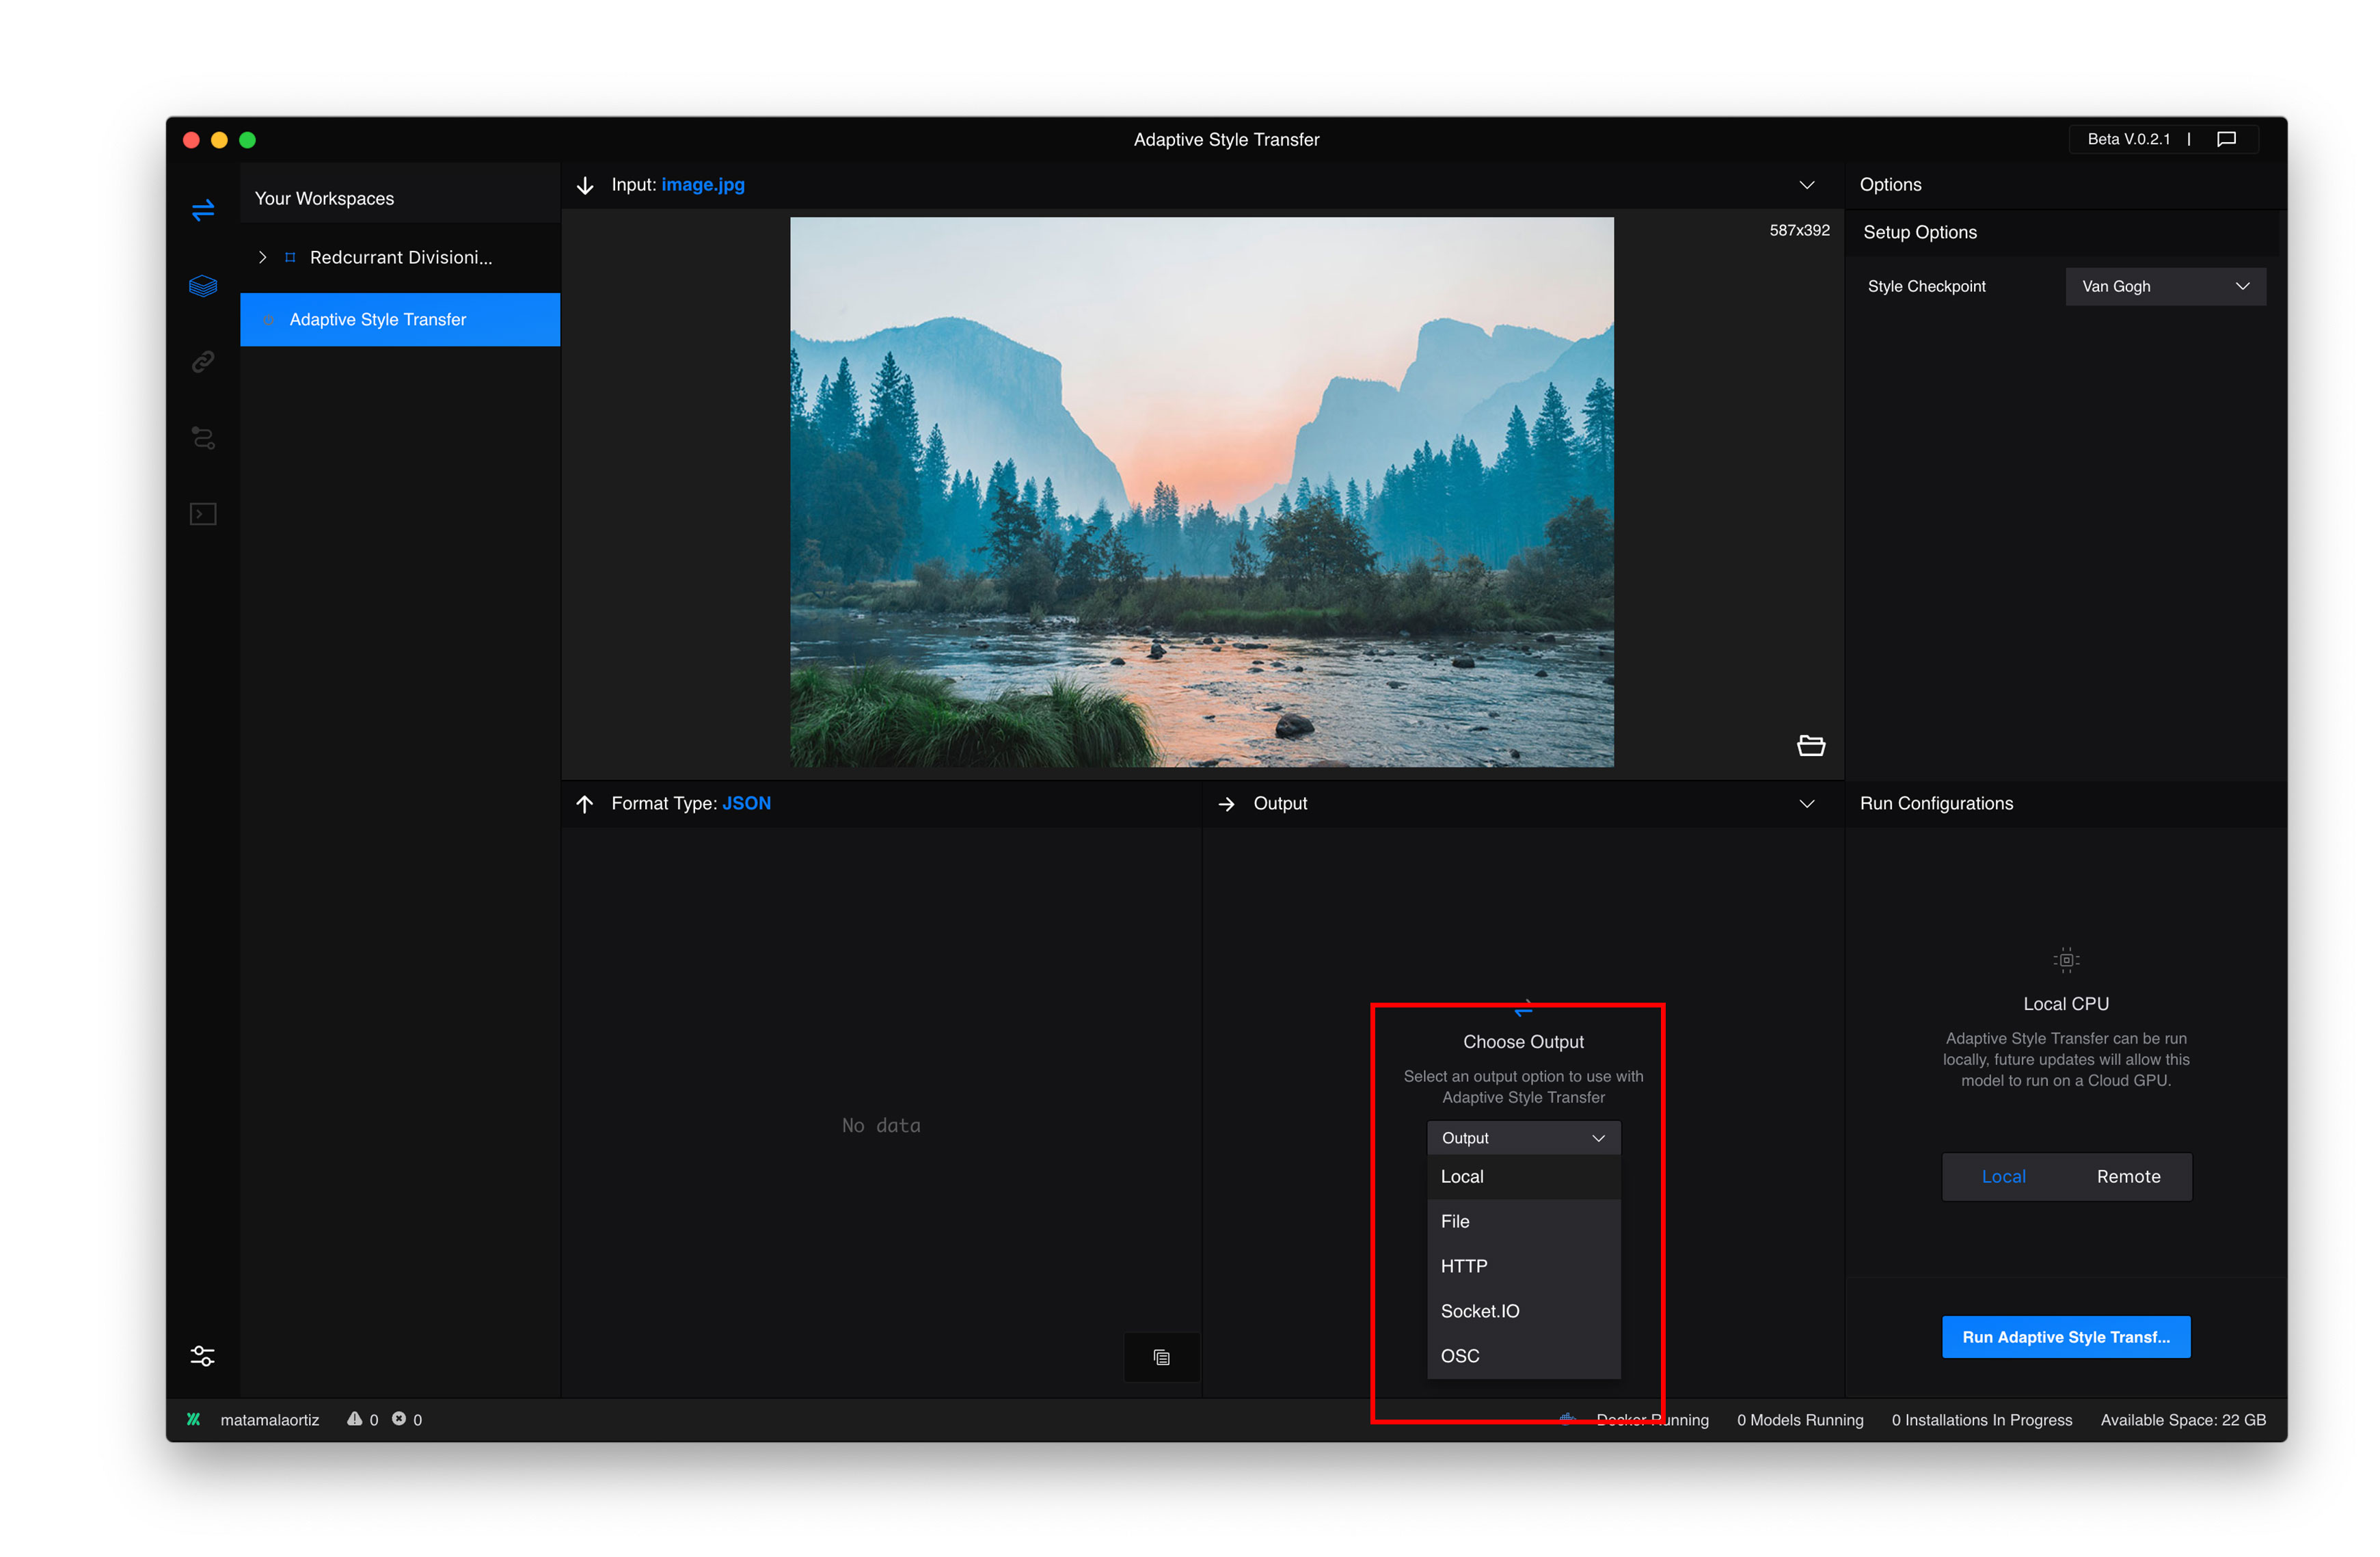 Adaptive Style Transfer
Beta V.0.2.1 |
Your Workspaces
Redcurrant Divisioni...
Adaptive Style Transfer
Input: image.jpg
587x392
Options
Setup Options
Style Checkpoint
Van Gogh
Format Type: JSON
No data
Output
Choose Output
Select an output option to use with
Adaptive Style Transfer
Output
Local
File
HTTP
Socket.IO
OSC
Run Configurations
Local CPU
Adaptive Style Transfer can be run
locally, future updates will allow this
model to run on a Cloud GPU.
Local Remote
Run Adaptive Style Transf...
matamalaortiz 0 0 Docker Running 0 Models Running 0 Installations In Progress Available Space: 22 GB